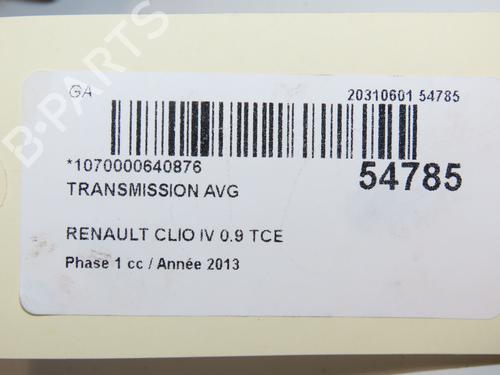 GA
20310601 54785
*1070000640876
54785
TRANSMISSION AVG
RENAULT CLIO IV 0.9 TCE
Phase 1 cc / Année 2013
B-PARTS